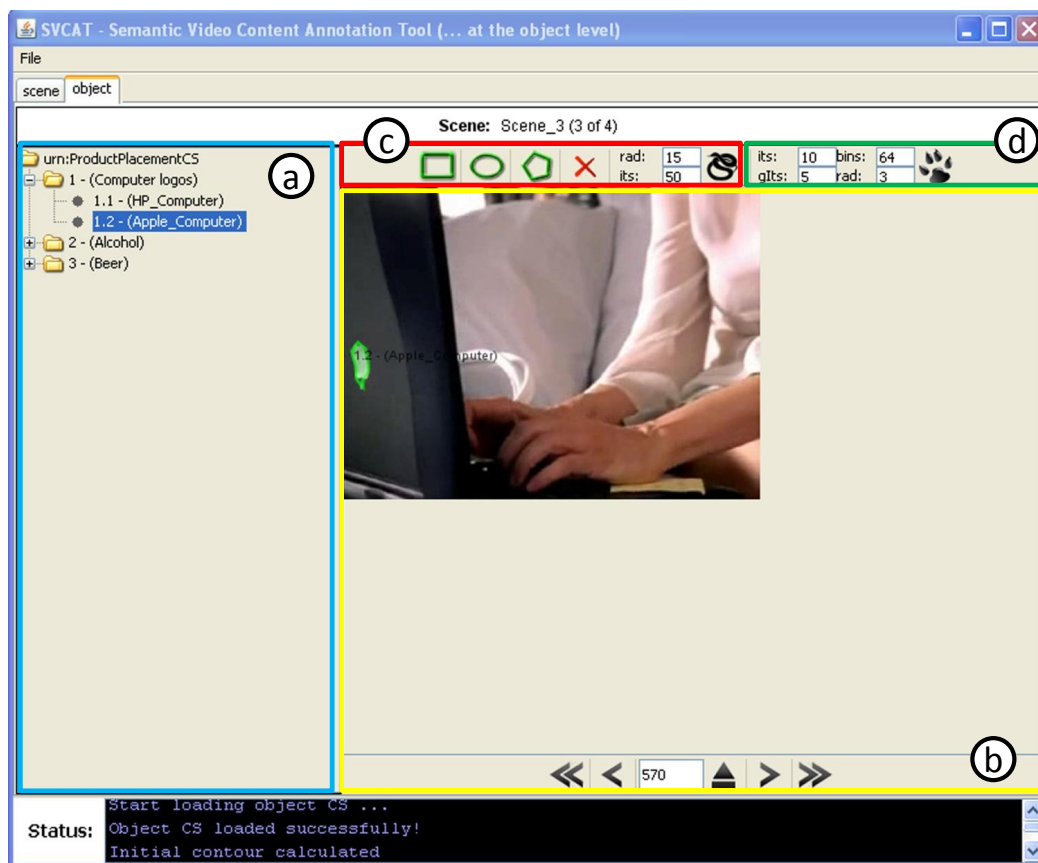 SVCAT - Semantic Video Content Annotation Tool (... at the object level)
File
scene object
Scene: Scene_3 (3 of 4)
a
urn:ProductPlacementCS
1 - (Computer logos)
1.1 - (HP_Computer)
1.2 - (Apple_Computer)
2 - (Alcohol)
3 - (Beer)
c
rad: 15
its: 50
d
its: 10 bins: 64
gIts: 5 rad: 3
1.2 - (Apple_Computer)
570
b
Status:
Start loading object CS ...
Object CS loaded successfully!
Initial contour calculated